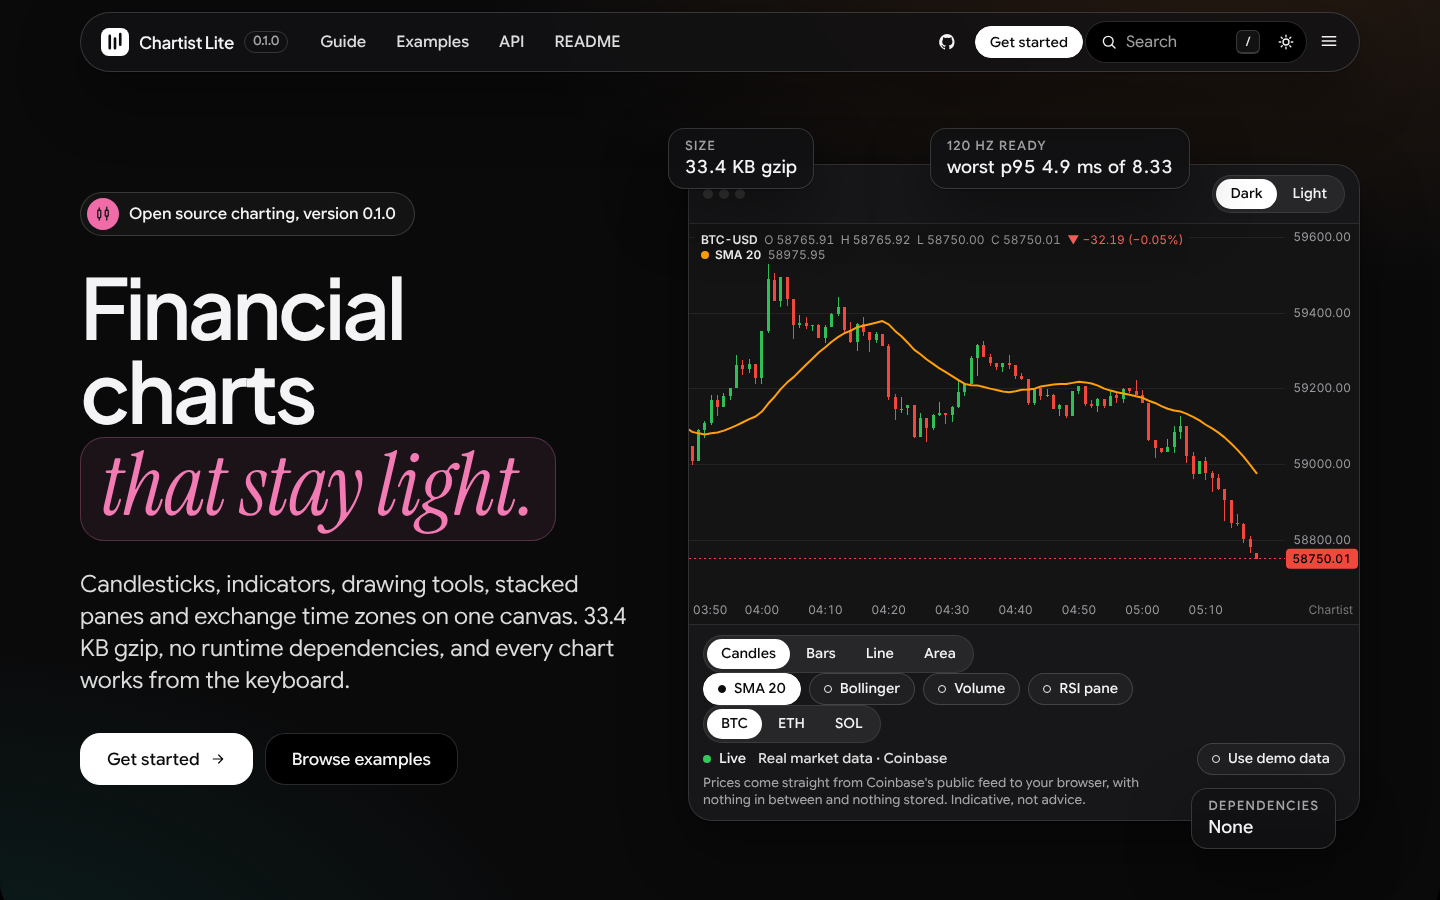 Chartist Lite 0.1.0 Guide Examples API README Get started Search /
SIZE
33.4 KB gzip
120 HZ READY
worst p95 4.9 ms of 8.33
Dark Light
Open source charting, version 0.1.0
Financial
charts
that stay light.
Candlesticks, indicators, drawing tools, stacked
panes and exchange time zones on one canvas. 33.4
KB gzip, no runtime dependencies, and every chart
works from the keyboard.
Get started → Browse examples
BTC-USD O 58765.91 H 58765.92 L 58750.00 C 58750.01 ▼ −32.19 (−0.05%)
SMA 20 58975.95
59600.00
59400.00
59200.00
59000.00
58800.00
58750.01
03:50 04:00 04:10 04:20 04:30 04:40 04:50 05:00 05:10 Chartist
Candles Bars Line Area
SMA 20 Bollinger Volume RSI pane
BTC ETH SOL
Live Real market data · Coinbase Use demo data
Prices come straight from Coinbase's public feed to your browser, with
nothing in between and nothing stored. Indicative, not advice.
DEPENDENCIES
None